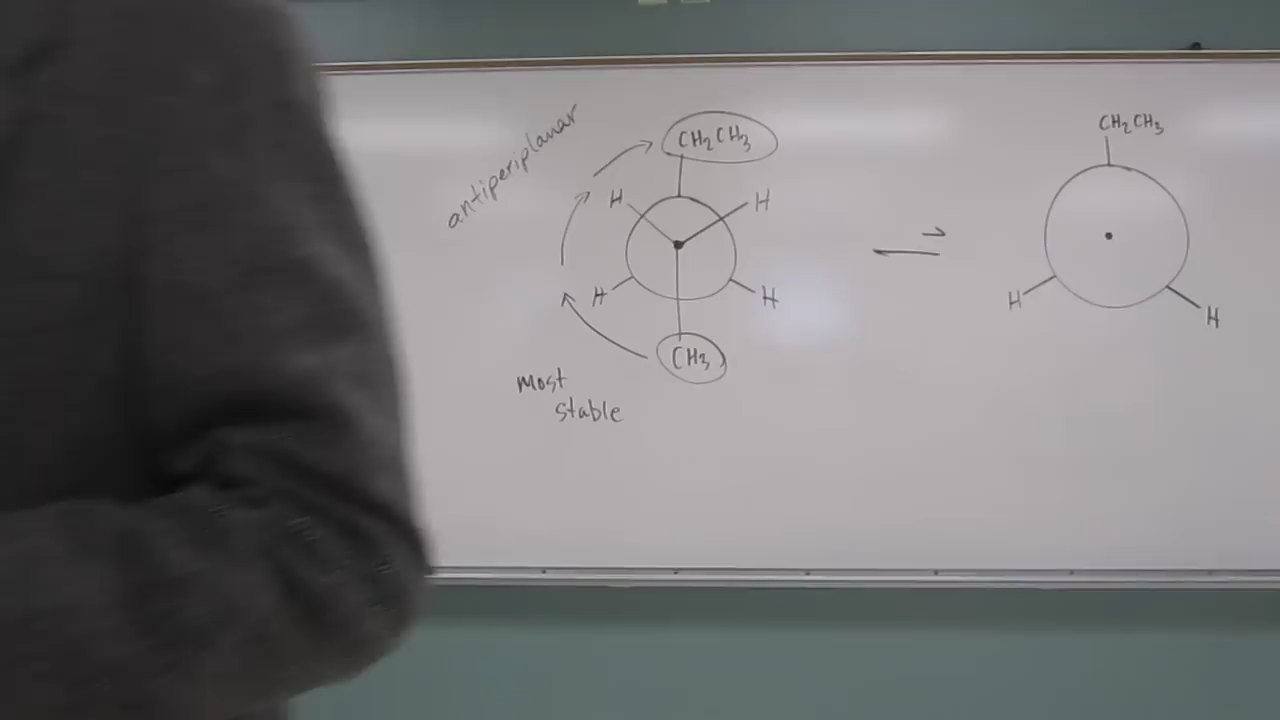 antiperiplanar
CH2CH3
H
H
H
H
CH3
most
stable
CH2CH3
H
H